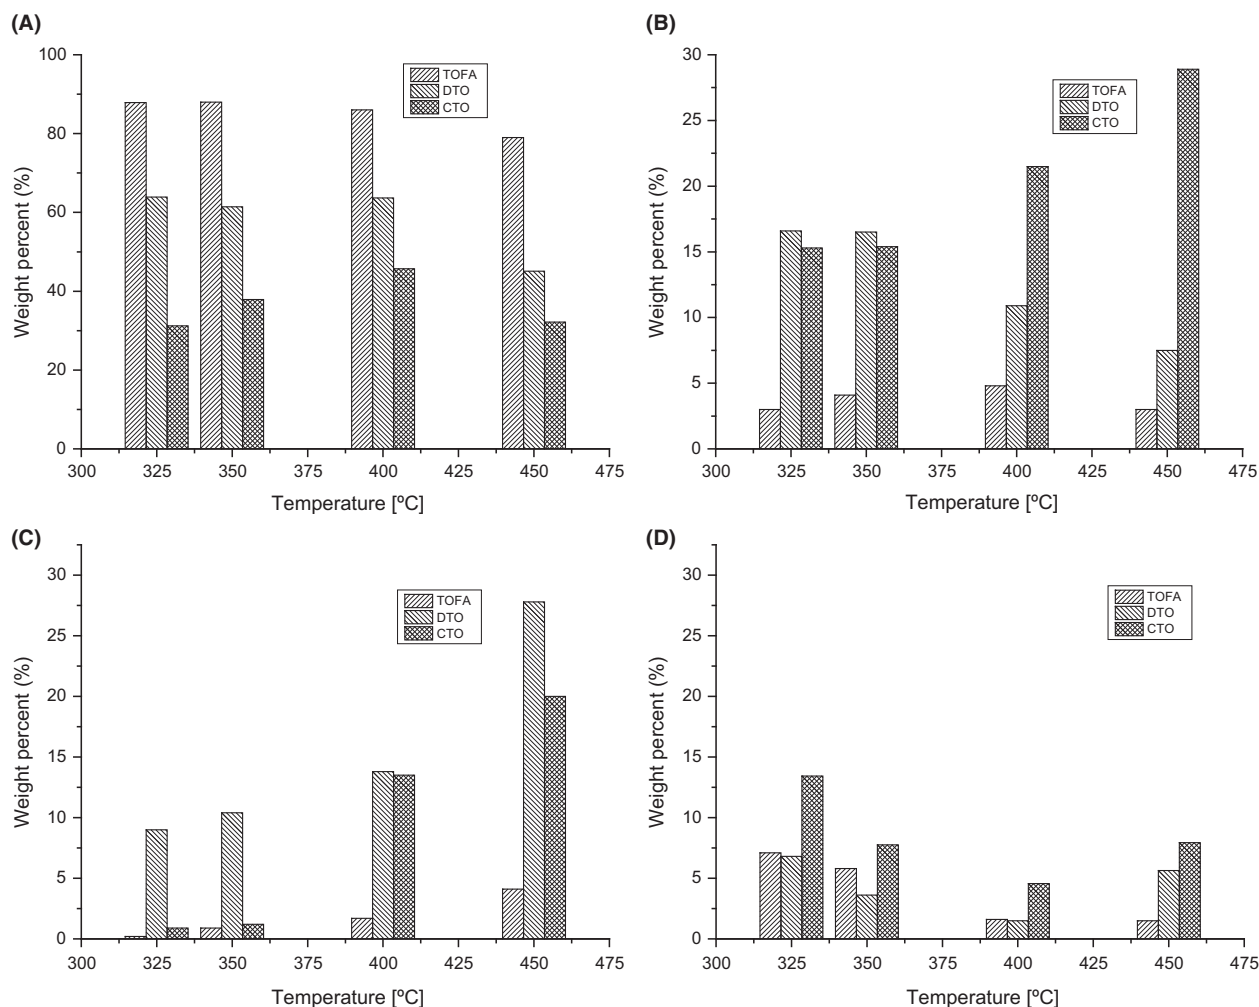 (A)
100
80
60
40
20
0
Weight percent (%)
TOFA
DTO
CTO
300 325 350 375 400 425 450 475
Temperature [ºC]
(B)
30
25
20
15
10
5
0
Weight percent (%)
TOFA
DTO
CTO
300 325 350 375 400 425 450 475
Temperature [ºC]
(C)
30
25
20
15
10
5
0
Weight percent (%)
TOFA
DTO
CTO
300 325 350 375 400 425 450 475
Temperature [ºC]
(D)
30
25
20
15
10
5
0
Weight percent (%)
TOFA
DTO
CTO
300 325 350 375 400 425 450 475
Temperature [ºC]